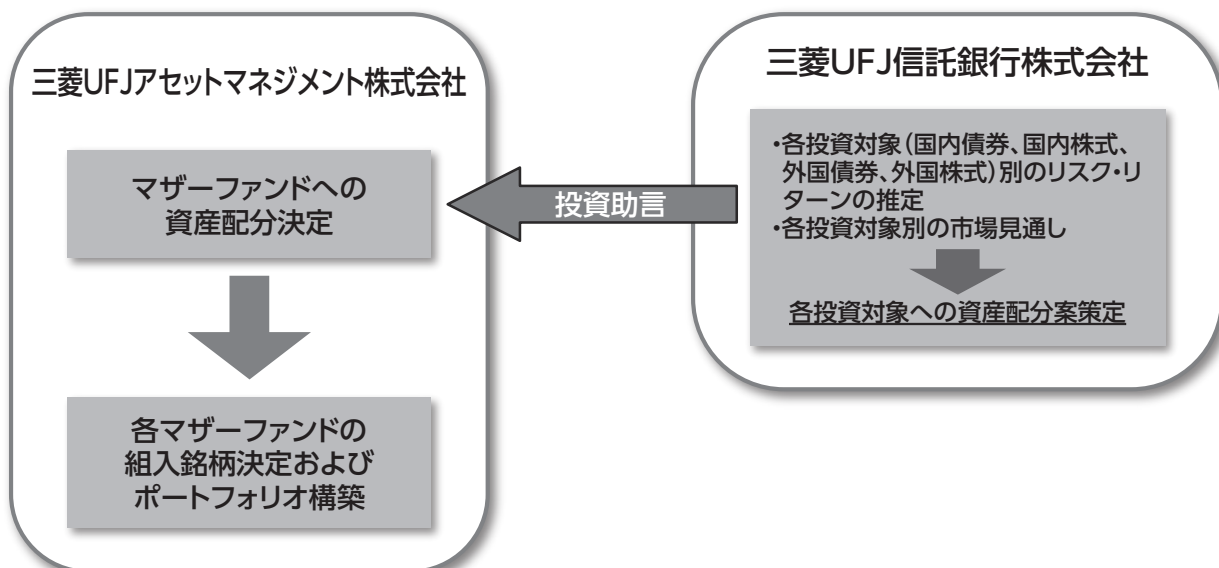 三菱UFJアセットマネジメント株式会社
マザーファンドへの
資産配分決定
各マザーファンドの
組入銘柄決定および
ポートフォリオ構築
投資助言
三菱UFJ信託銀行株式会社
・各投資対象(国内債券、国内株式、
外国債券、外国株式)別のリスク・リ
ターンの推定
・各投資対象別の市場見通し
各投資対象への資産配分案策定